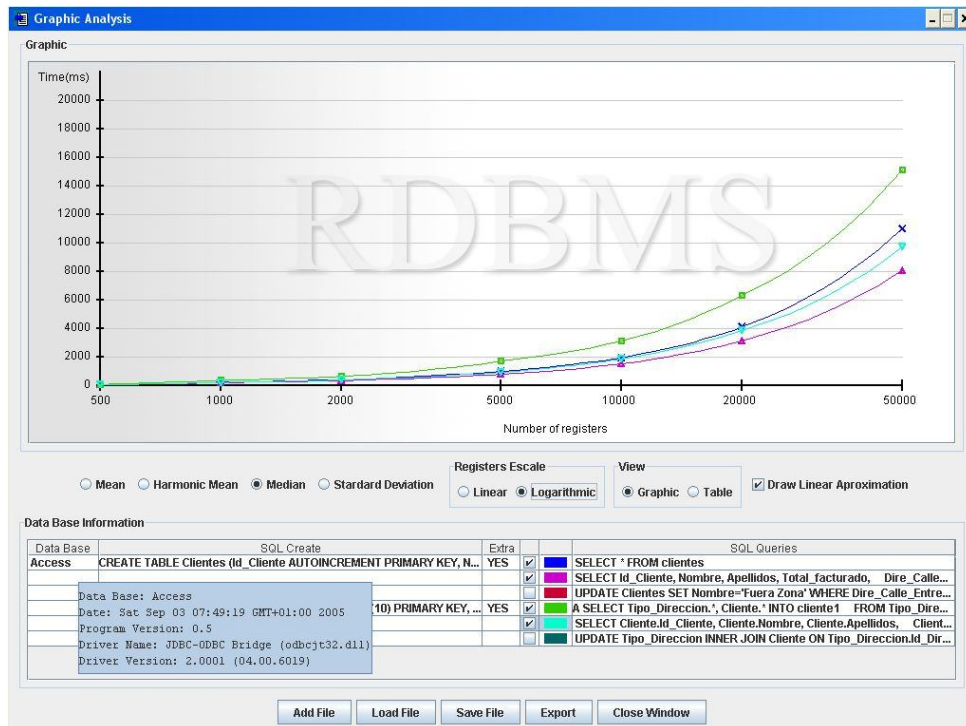 Graphic Analysis
Graphic
Time(ms)
20000
18000
16000
14000
12000
10000
8000
6000
4000
2000
0
RDBMS
500 1000 2000 5000 10000 20000 50000
Number of registers
Mean Harmonic Mean Median Stardard Deviation
Registers Escale
Linear Logarithmic
View
Graphic Table
Draw Linear Aproximation
Data Base Information
Data Base SQL Create Extra SQL Queries
Access CREATE TABLE Clientes (Id_Cliente AUTOINCREMENT PRIMARY KEY, N... YES SELECT * FROM clientes
SELECT Id_Cliente, Nombre, Apellidos, Total_facturado, Dire_Calle...
UPDATE Clientes SET Nombre='Fuera Zona' WHERE Dire_Calle_Entre...
(10) PRIMARY KEY, ... YES A SELECT Tipo_Direccion.*, Cliente.* INTO cliente1 FROM Tipo_Dire...
SELECT Cliente.Id_Cliente, Cliente.Nombre, Cliente.Apellidos, Client...
UPDATE Tipo_Direccion INNER JOIN Cliente ON Tipo_Direccion.Id_Dir...
Data Base: Access
Date: Sat Sep 03 07:49:19 GMT+01:00 2005
Program Version: 0.5
Driver Name: JDBC-ODBC Bridge (odbcjt32.dll)
Driver Version: 2.0001 (04.00.6019)
Add File Load File Save File Export Close Window